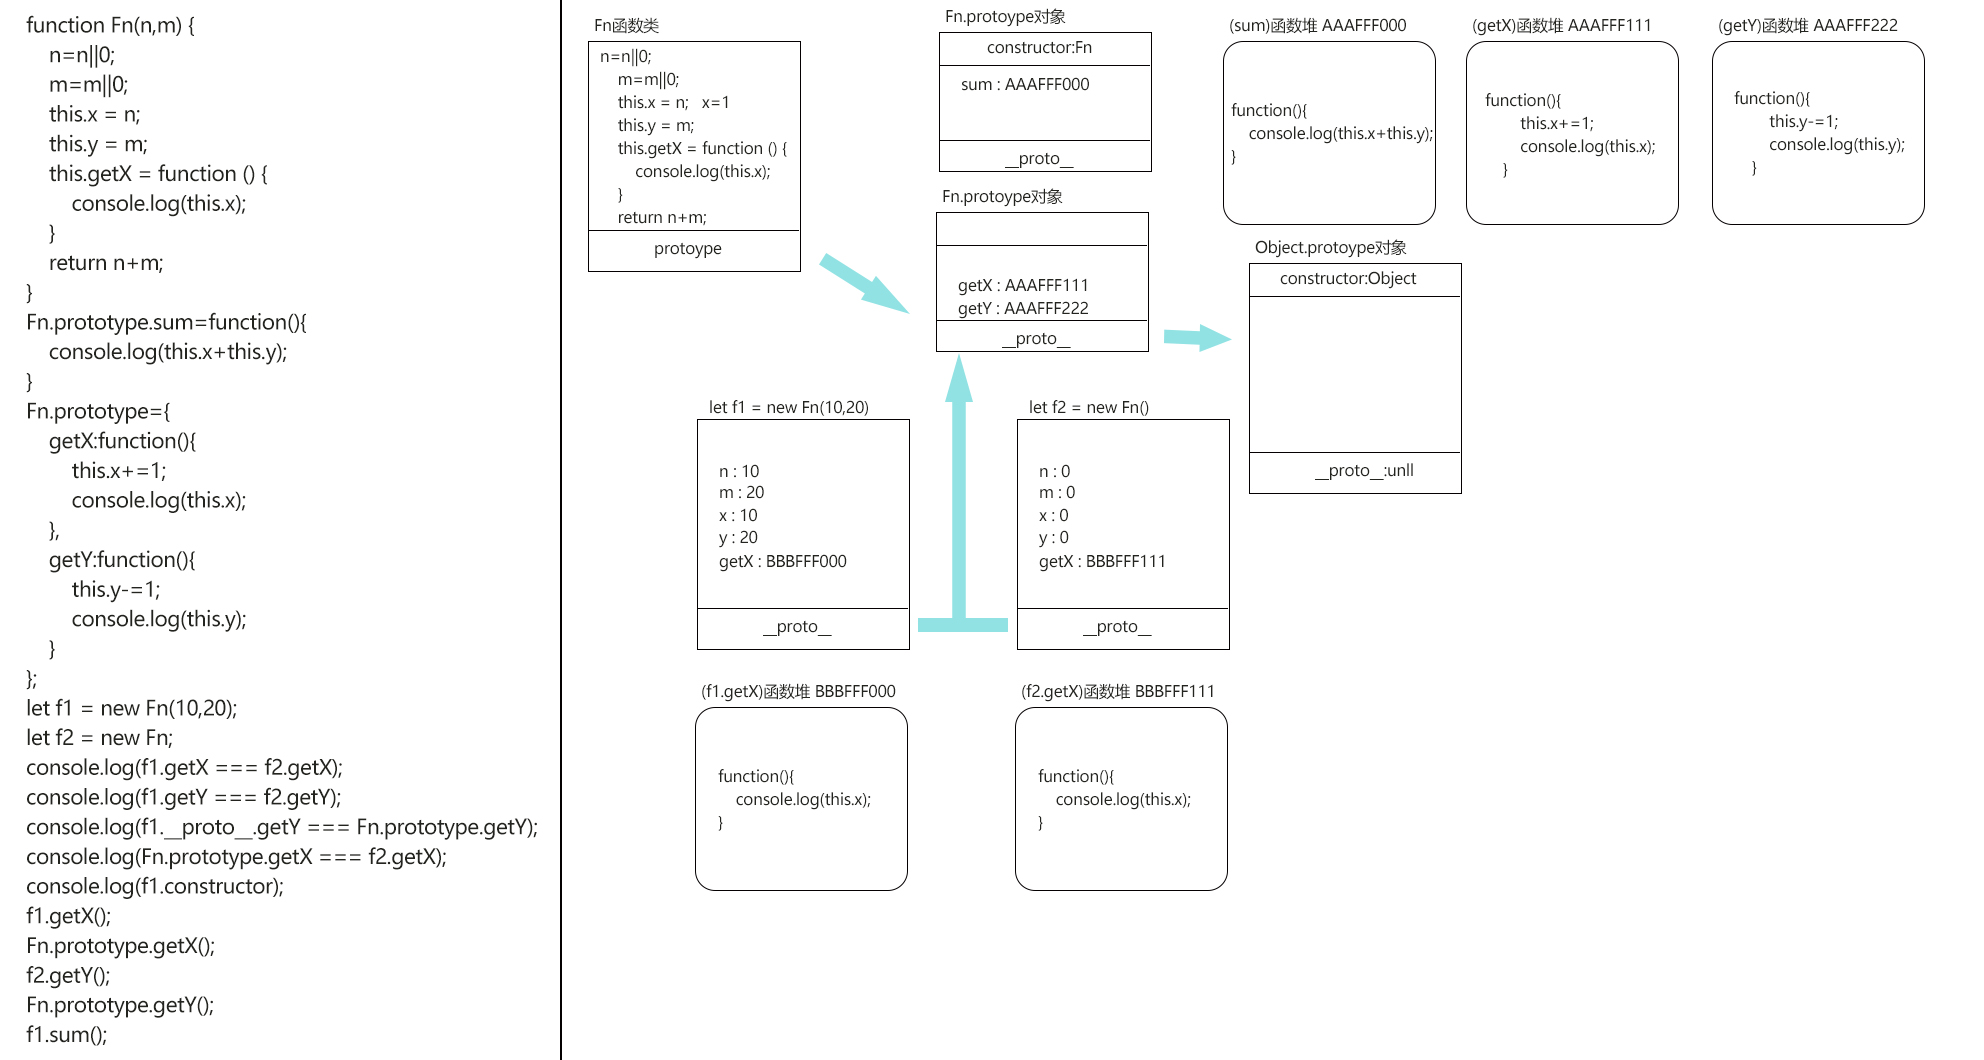 function Fn(n,m) {
n=n||0;
m=m||0;
this.x = n;
this.y = m;
this.getX = function () {
console.log(this.x);
}
return n+m;
}
Fn.prototype.sum=function(){
console.log(this.x+this.y);
}
Fn.prototype={
getX:function(){
this.x+=1;
console.log(this.x);
},
getY:function(){
this.y-=1;
console.log(this.y);
}
};
let f1 = new Fn(10,20);
let f2 = new Fn;
console.log(f1.getX === f2.getX);
console.log(f1.getY === f2.getY);
console.log(f1.__proto__.getY === Fn.prototype.getY);
console.log(Fn.prototype.getX === f2.getX);
console.log(f1.constructor);
f1.getX();
Fn.prototype.getX();
f2.getY();
Fn.prototype.getY();
f1.sum();
Fn函数类
n=n||0;
m=m||0;
this.x = n; x=1
this.y = m;
this.getX = function () {
console.log(this.x);
}
return n+m;
protoype
Fn.protoype对象
constructor:Fn
sum : AAAFFF000
__proto__
Fn.protoype对象
getX : AAAFFF111
getY : AAAFFF222
__proto__
(sum)函数堆 AAAFFF000
function(){
console.log(this.x+this.y);
}
(getX)函数堆 AAAFFF111
function(){
this.x+=1;
console.log(this.x);
}
(getY)函数堆 AAAFFF222
function(){
this.y-=1;
console.log(this.y);
}
Object.protoype对象
constructor:Object
__proto__:unll
let f1 = new Fn(10,20)
n : 10
m : 20
x : 10
y : 20
getX : BBBFFF000
__proto__
let f2 = new Fn()
n : 0
m : 0
x : 0
y : 0
getX : BBBFFF111
__proto__
(f1.getX)函数堆 BBBFFF000
function(){
console.log(this.x);
}
(f2.getX)函数堆 BBBFFF111
function(){
console.log(this.x);
}